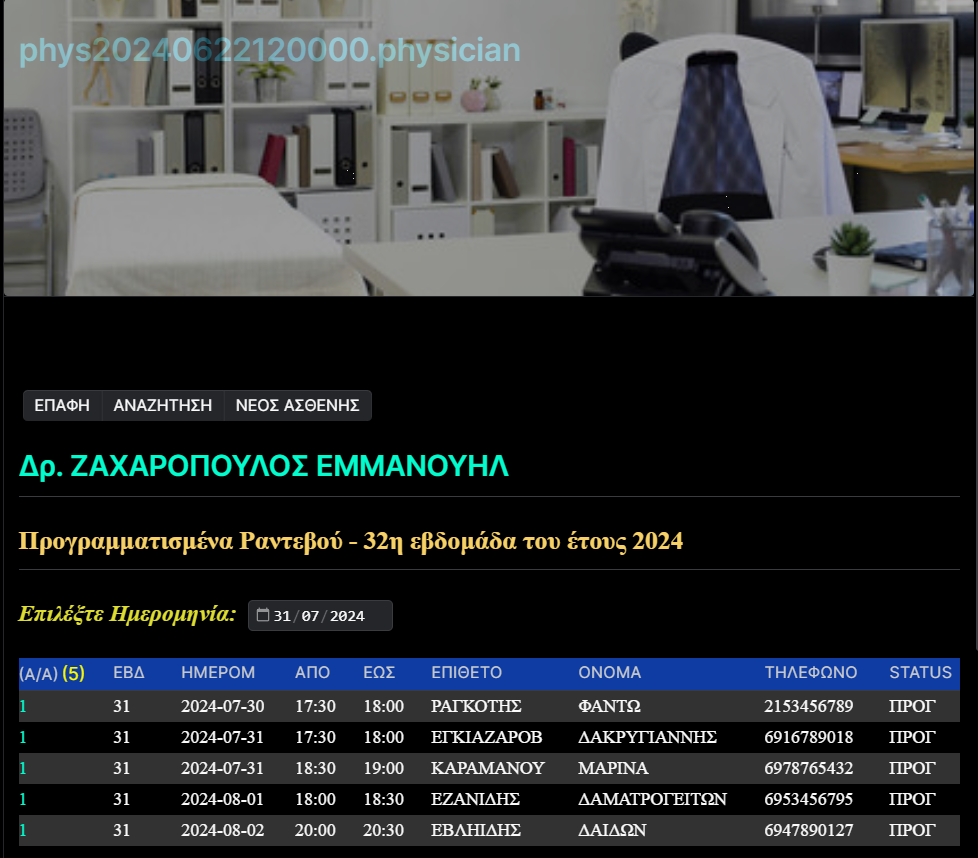 phys20240622120000.physician
ΕΠΑΦΗ ΑΝΑΖΗΤΗΣΗ ΝΕΟΣ ΑΣΘΕΝΗΣ
Δρ. ΖΑΧΑΡΟΠΟΥΛΟΣ ΕΜΜΑΝΟΥΗΛ
Προγραμματισμένα Ραντεβού - 32η εβδομάδα του έτους 2024
Επιλέξτε Ημερομηνία: 31/07/2024
(Α/Α) (5) ΕΒΔ ΗΜΕΡΟΜ ΑΠΟ ΕΩΣ ΕΠΙΘΕΤΟ ΟΝΟΜΑ ΤΗΛΕΦΩΝΟ STATUS
1 31 2024-07-30 17:30 18:00 ΡΑΓΚΟΤΗΣ ΦΑΝΤΩ 2153456789 ΠΡΟΓ
1 31 2024-07-31 17:30 18:00 ΕΓΚΙΑΖΑΡΟΒ ΔΑΚΡΥΓΙΑΝΝΗΣ 6916789018 ΠΡΟΓ
1 31 2024-07-31 18:30 19:00 ΚΑΡΑΜΑΝΟΥ ΜΑΡΙΝΑ 6978765432 ΠΡΟΓ
1 31 2024-08-01 18:00 18:30 ΕΖΑΝΙΔΗΣ ΔΑΜΑΤΡΟΓΕΙΤΩΝ 6953456795 ΠΡΟΓ
1 31 2024-08-02 20:00 20:30 ΕΒΛΗΙΔΗΣ ΔΑΙΔΩΝ 6947890127 ΠΡΟΓ